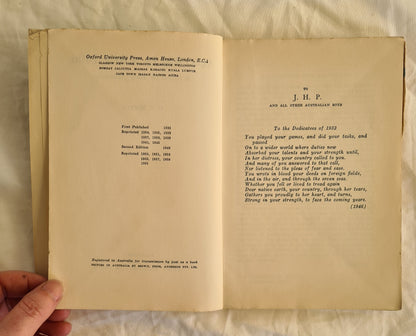 Oxford University Press, Amen House, London, E.C.4
GLASGOW NEW YORK TORONTO MELBOURNE WELLINGTON
BOMBAY CALCUTTA MADRAS KARACHI KUALA LUMPUR
CAPE TOWN IBADAN NAIROBI ACCRA
First Published
Reprinted
Second Edition
Reprinted
Registered in Australia for transmission by post as a book
PRINTED IN AUSTRALIA BY BROWN, PRIOR, ANDERSON PTY. LTD.
TO
J. H. P.
AND ALL OTHER AUSTRALIAN BOYS
To the Dedicatees of 1932
You played your games, and did your tasks, and
passed
On to a wider world where duties new
Absorbed your talents and your strength until,
In her distress, your country called to you.
And many of you answered to that call,
Nor listened to the pleas of fear and ease.
You wrote in blood your deeds on foreign fields,
And in the air, and through the seven seas.
Whether you fell or lived to tread again
Dear native earth, your country, through her tears,
Gathers you proudly to her heart, and turns,
Strong in your strength, to face the coming years.
[1946]